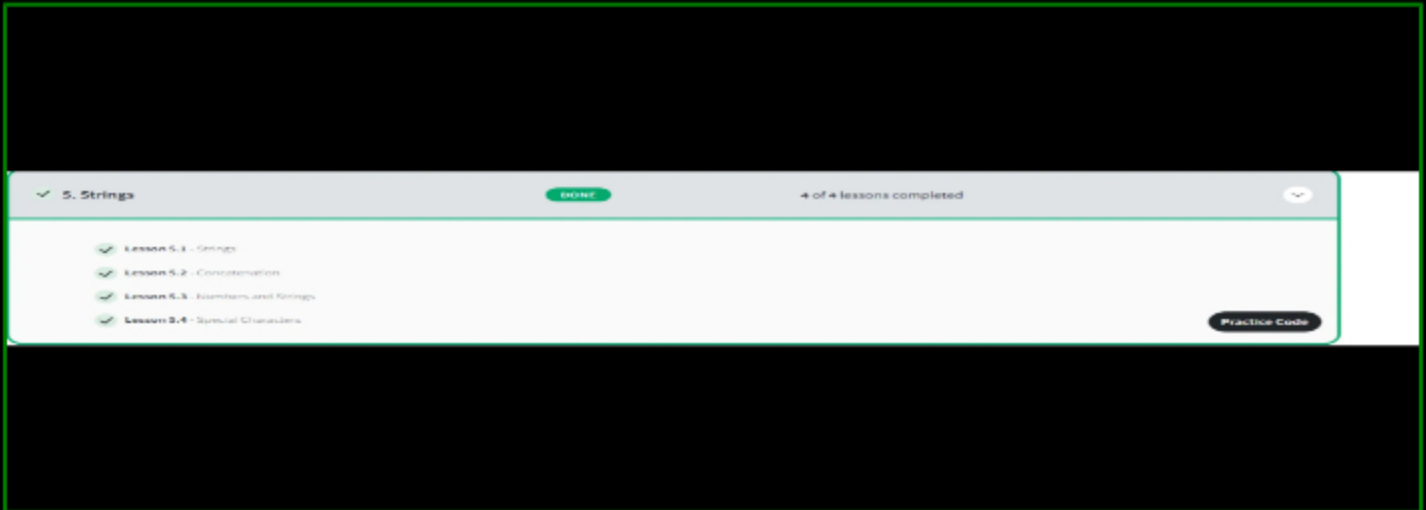 5. Strings
DONE
4 of 4 lessons completed
Lesson 5.1 - Strings
Lesson 5.2 - Concatenation
Lesson 5.3 - Numbers and Strings
Lesson 5.4 - Special Characters
Practice Code